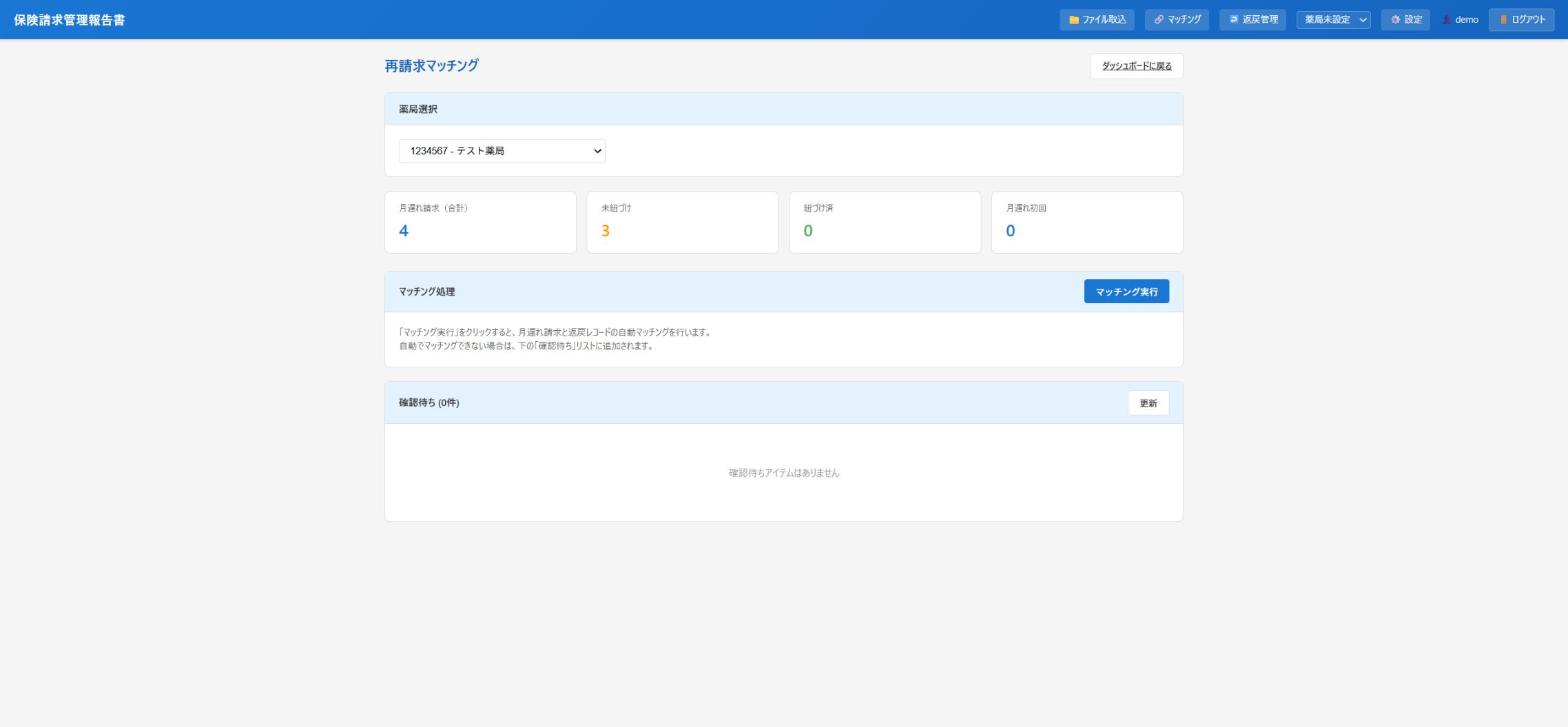 保険請求管理報告書
ファイル取込
マッチング
返戻管理
薬局未設定
設定
demo
ログアウト
再請求マッチング
ダッシュボードに戻る
薬局選択
1234567 - テスト薬局
月遅れ請求（合計）
4
未紐づけ
3
紐づけ済
0
月遅れ初回
0
マッチング処理
マッチング実行
「マッチング実行」をクリックすると、月遅れ請求と返戻レコードの自動マッチングを行います。
自動でマッチングできない場合は、下の「確認待ち」リストに追加されます。
確認待ち (0件)
更新
確認待ちアイテムはありません